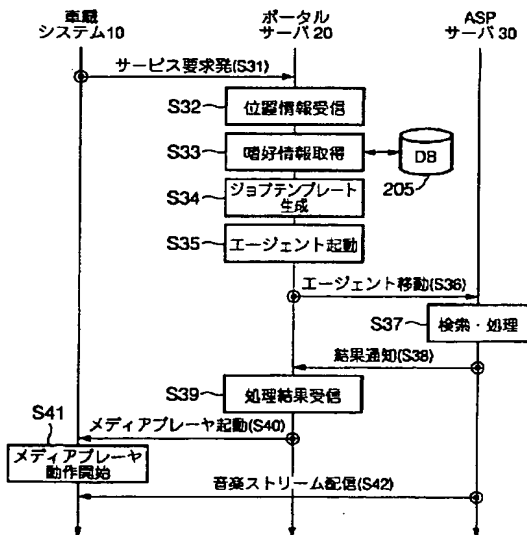 車載
システム10
ポータル
サーバ20
ASP
サーバ30
サービス要求発(S31)
S32
位置情報受信
S33
嗜好情報取得
DB
205
S34
ジョブテンプレート
生成
S35
エージェント起動
エージェント移動(S36)
S37
検索・処理
結果通知(S38)
S39
処理結果受信
S41
メディアプレーヤ起動(S40)
メディアプレーヤ
動作開始
音楽ストリーム配信(S42)